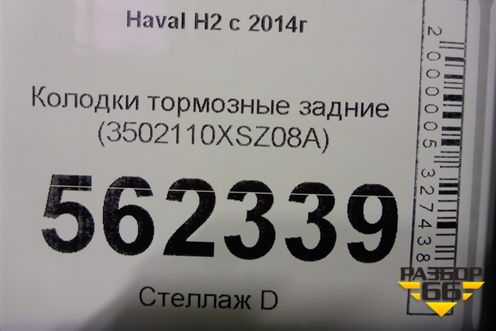 Haval H2 с 2014г
Колодки тормозные задние
(3502110XSZ08A)
562339
Стеллаж D
2000005327438
РАЗБОР
66